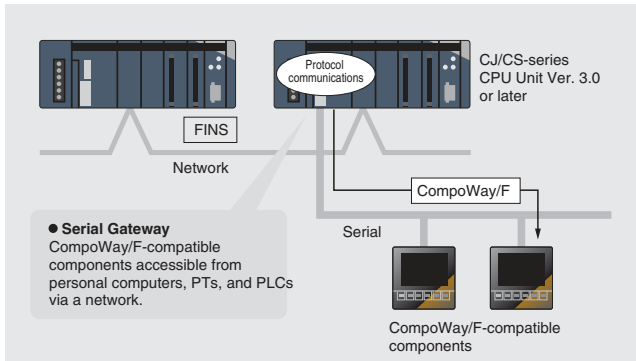 Protocol
communications
CJ/CS-series
CPU Unit Ver. 3.0
or later
FINS
Network
CompoWay/F
● Serial Gateway
CompoWay/F-compatible
components accessible from
personal computers, PTs, and PLCs
via a network.
Serial
CompoWay/F-compatible
components